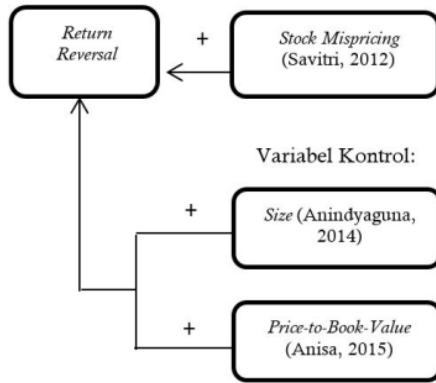 Return
Reversal
+
Stock Mispricing
(Savitri, 2012)
Variabel Kontrol:
+
Size (Anindyaguna,
2014)
+
Price-to-Book-Value
(Anisa, 2015)